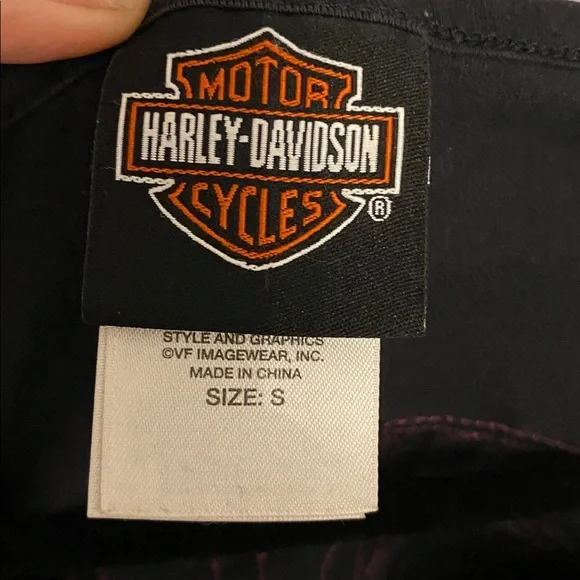 MOTOR
HARLEY-DAVIDSON
CYCLES
®
STYLE AND GRAPHICS
©VF IMAGEWEAR, INC.
MADE IN CHINA
SIZE: S